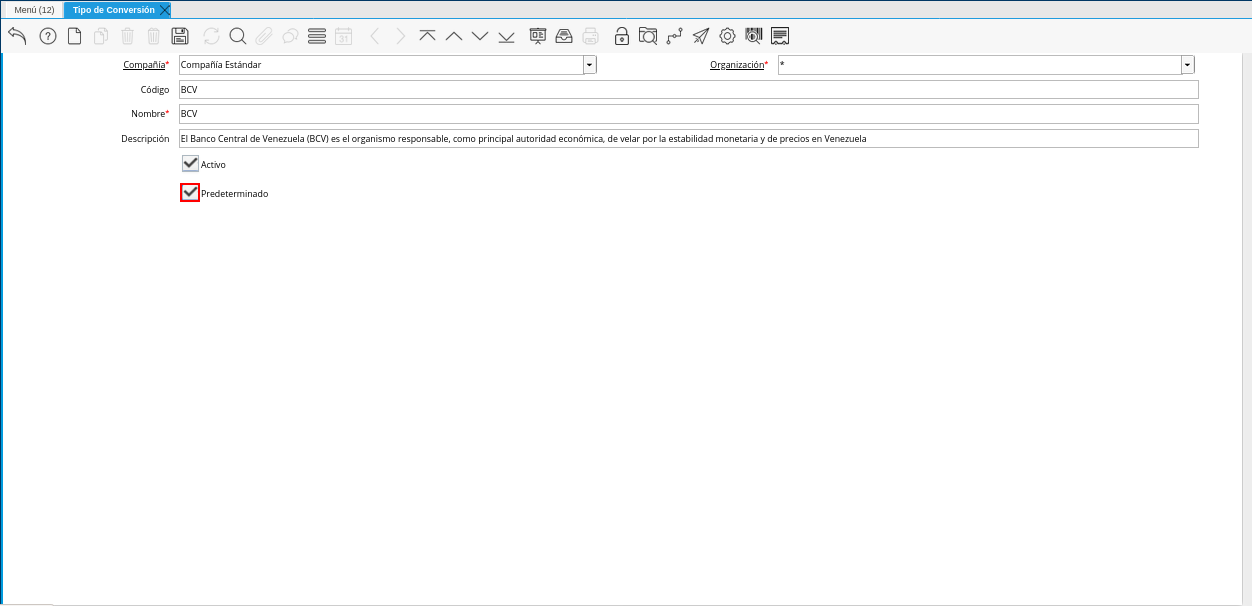 Menú (12) Tipo de Conversión
Compañía* Compañía Estándar Organización* *
Código BCV
Nombre* BCV
Descripción El Banco Central de Venezuela (BCV) es el organismo responsable, como principal autoridad económica, de velar por la estabilidad monetaria y de precios en Venezuela
Activo
Predeterminado